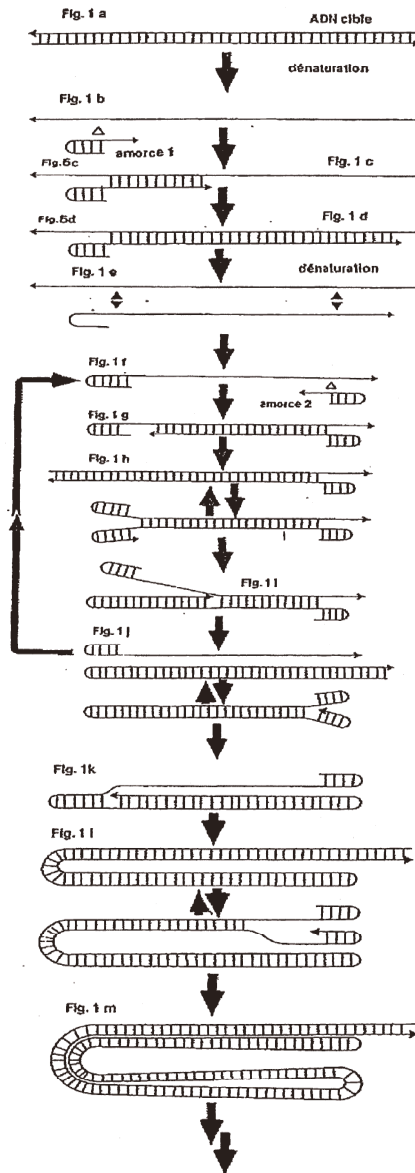 Fig. 1 a
ADN cible
dénaturation
Fig. 1 b
amorce 1
Fig.5c
Fig. 1 c
Fig.5d
Fig. 1 d
Fig. 1 e
dénaturation
Fig. 1 f
amorce 2
Fig. 1 g
Fig. 1 h
Fig. 1 i
Fig. 1 j
Fig. 1k
Fig. 1 l
Fig. 1 m